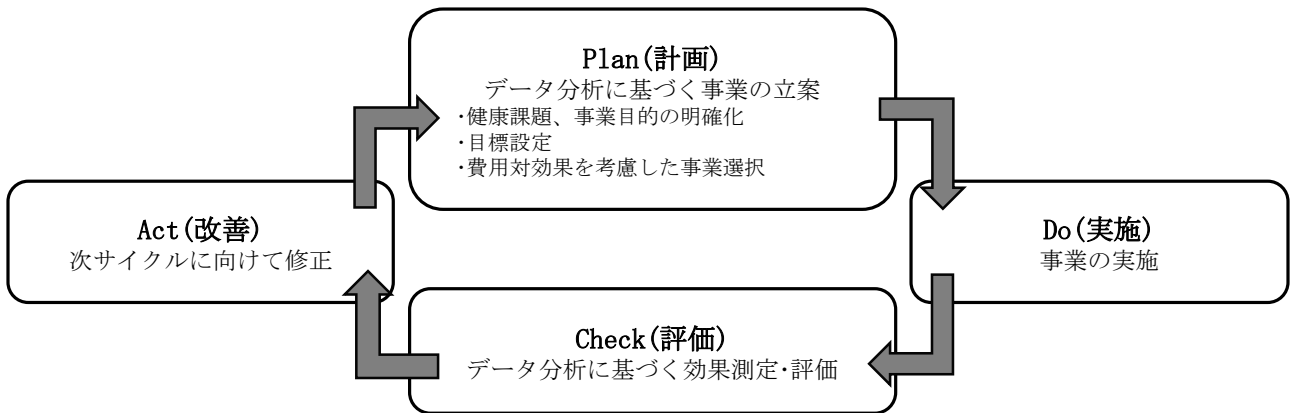 Plan(計画)
データ分析に基づく事業の立案
・健康課題、事業目的の明確化
・目標設定
・費用対効果を考慮した事業選択
Act(改善)
次サイクルに向けて修正
Do(実施)
事業の実施
Check(評価)
データ分析に基づく効果測定・評価